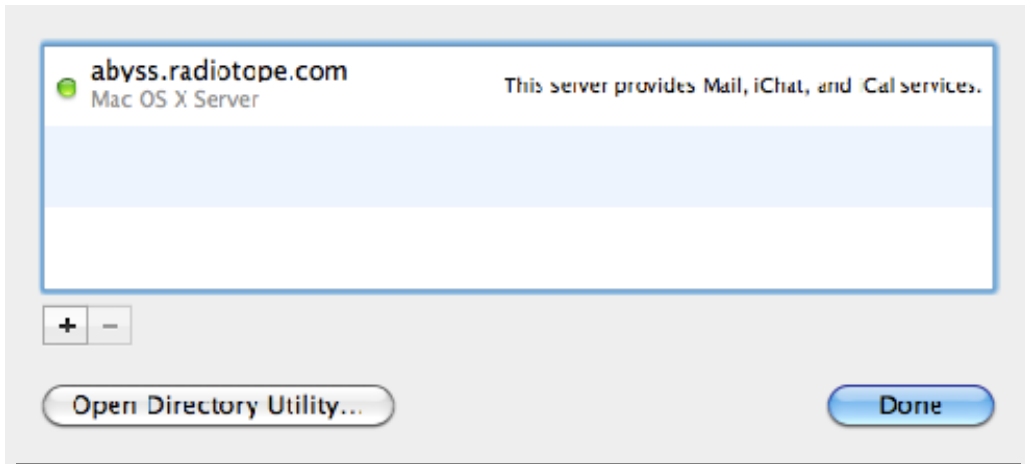 abyss.radiotope.com
Mac OS X Server
This server provides Mail, iChat, and iCal services.
+ −
Open Directory Utility...
Done